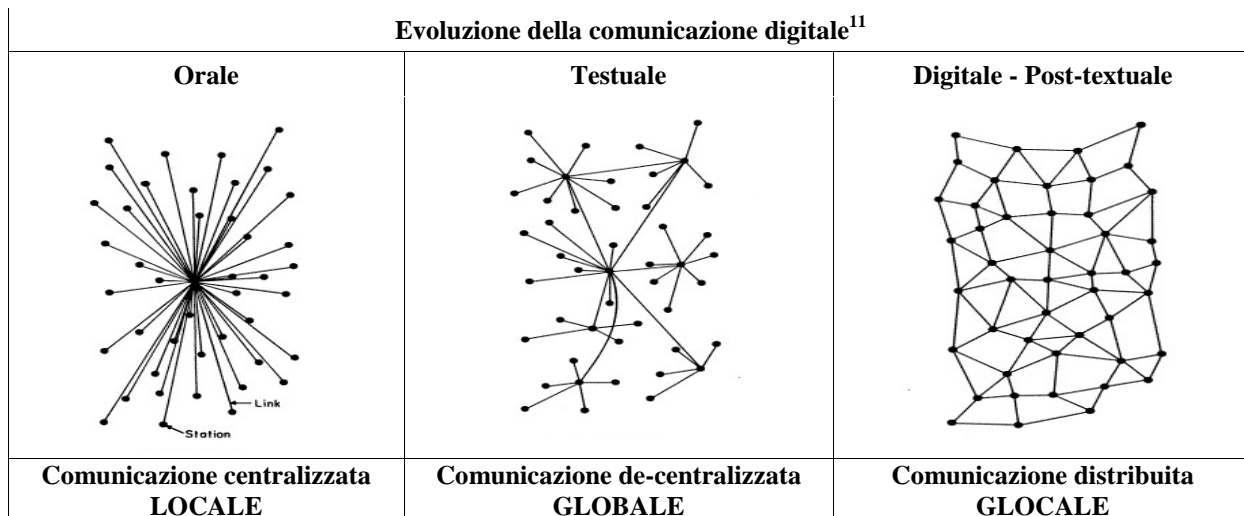 Evoluzione della comunicazione digitale11
Orale
Testuale
Digitale - Post-textuale
Link
Station
Comunicazione centralizzata
LOCALE
Comunicazione de-centralizzata
GLOBALE
Comunicazione distribuita
GLOCALE